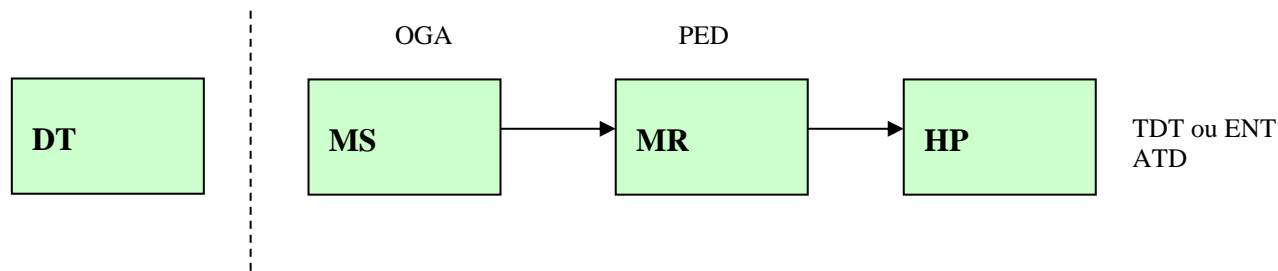 OGA
PED
DT
MS
MR
HP
TDT ou ENT
ATD